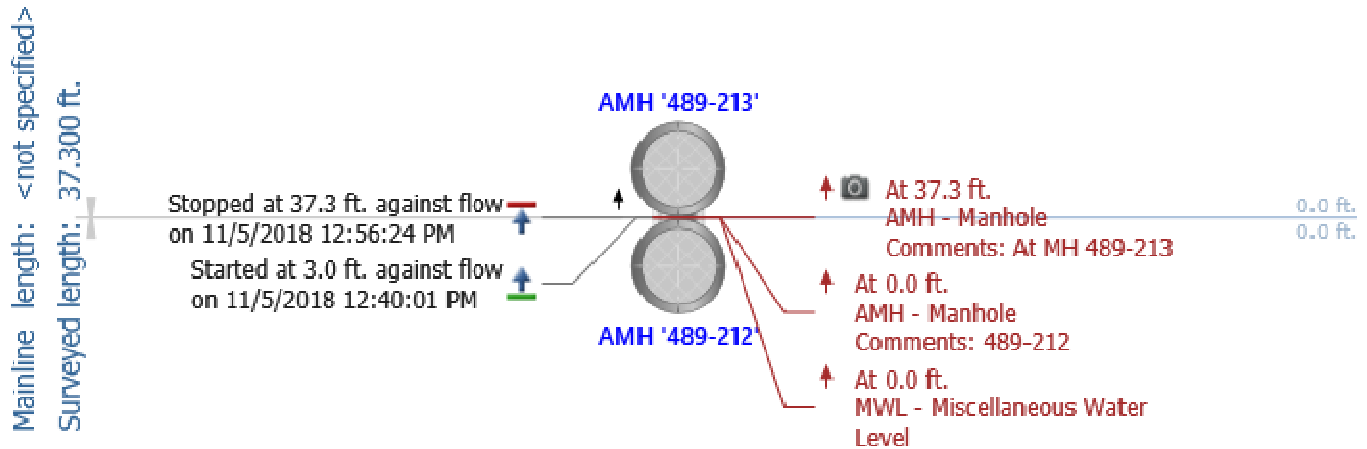 Mainline length: <not specified>
Surveyed length: 37.300 ft.
AMH '489-213'
Stopped at 37.3 ft. against flow
on 11/5/2018 12:56:24 PM
Started at 3.0 ft. against flow
on 11/5/2018 12:40:01 PM
AMH '489-212'
At 37.3 ft.
AMH - Manhole
Comments: At MH 489-213
At 0.0 ft.
AMH - Manhole
Comments: 489-212
At 0.0 ft.
MWL - Miscellaneous Water
Level
0.0 ft.
0.0 ft.